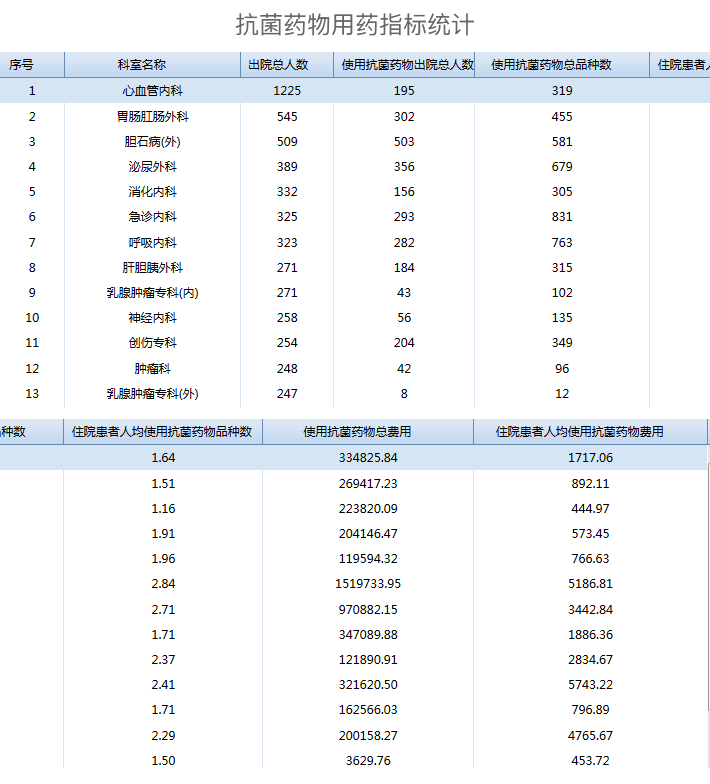 抗菌药物用药指标统计
序号 科室名称 出院总人数 使用抗菌药物出院总人数 使用抗菌药物总品种数 住院患者
1 心血管内科 1225 195 319
2 胃肠肛肠外科 545 302 455
3 胆石病(外) 509 503 581
4 泌尿外科 389 356 679
5 消化内科 332 156 305
6 急诊内科 325 293 831
7 呼吸内科 323 282 763
8 肝胆胰外科 271 184 315
9 乳腺肿瘤专科(内) 271 43 102
10 神经内科 258 56 135
11 创伤专科 254 204 349
12 肿瘤科 248 42 96
13 乳腺肿瘤专科(外) 247 8 12
种数 住院患者人均使用抗菌药物品种数 使用抗菌药物总费用 住院患者人均使用抗菌药物费用
1.64 334825.84 1717.06
1.51 269417.23 892.11
1.16 223820.09 444.97
1.91 204146.47 573.45
1.96 119594.32 766.63
2.84 1519733.95 5186.81
2.71 970882.15 3442.84
1.71 347089.88 1886.36
2.37 121890.91 2834.67
2.41 321620.50 5743.22
1.71 162566.03 796.89
2.29 200158.27 4765.67
1.50 3629.76 453.72